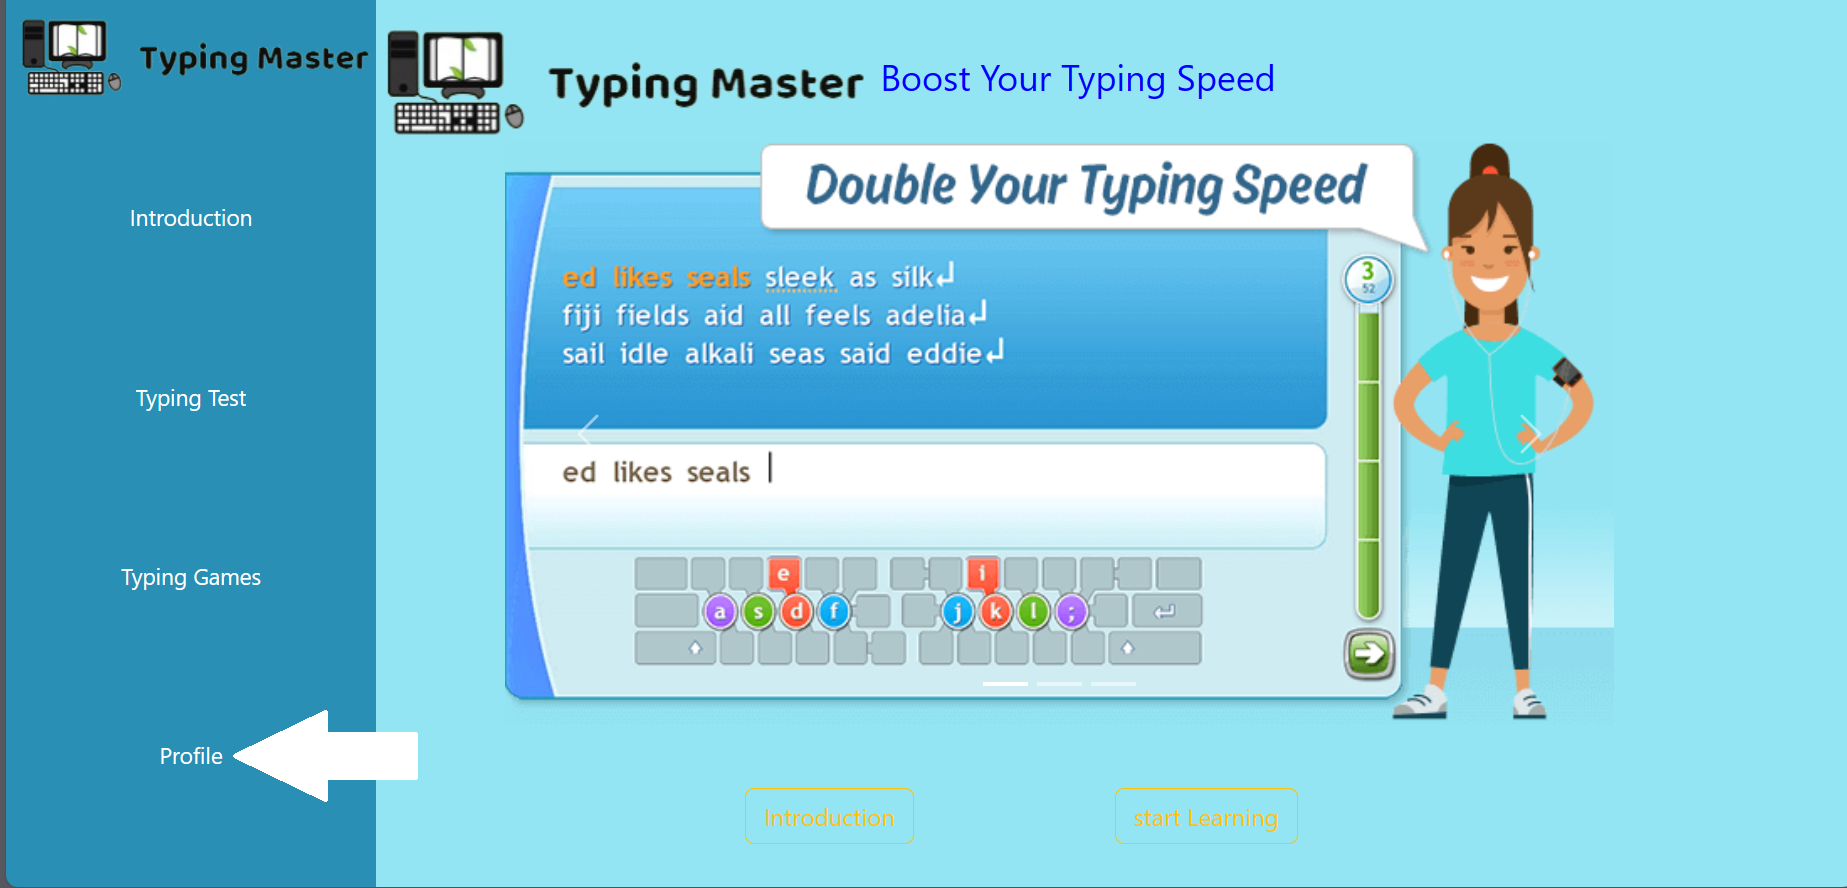 Typing Master
Introduction
Typing Test
Typing Games
Profile
Typing Master Boost Your Typing Speed
Double Your Typing Speed
ed likes seals sleek as silk
fiji fields aid all feels adelia
sail idle alkali seas said eddie
3
52
ed likes seals
e i
a s d f j k l ;
Introduction start Learning